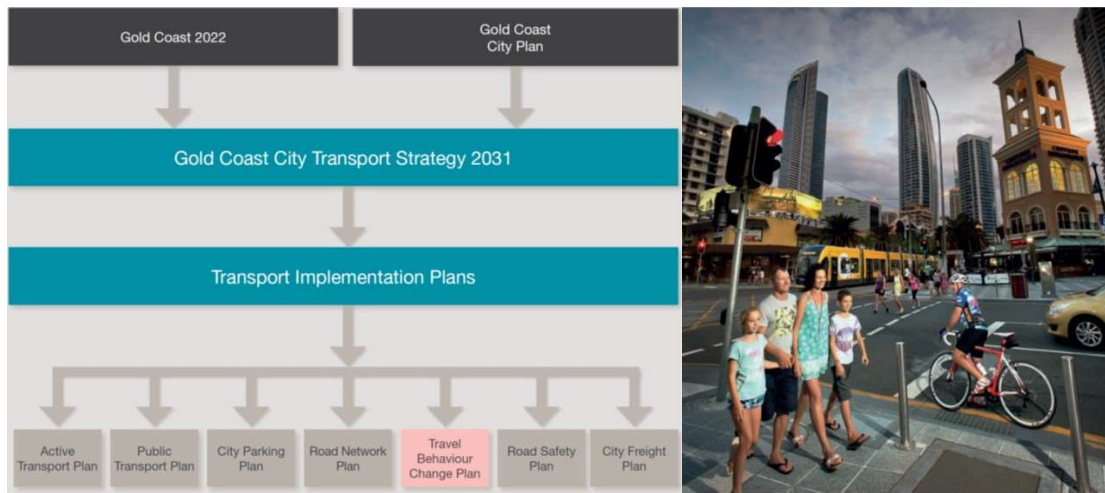 Gold Coast 2022
Gold Coast
City Plan
Gold Coast City Transport Strategy 2031
Transport Implementation Plans
Active
Transport Plan
Public
Transport Plan
City Parking
Plan
Road Network
Plan
Travel
Behaviour
Change Plan
Road Safety
Plan
City Freight
Plan